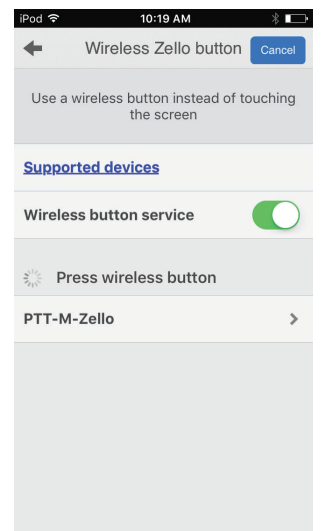 iPod 10:19 AM
Wireless Zello button Cancel
Use a wireless button instead of touching
the screen
Supported devices
Wireless button service
Press wireless button
PTT-M-Zello